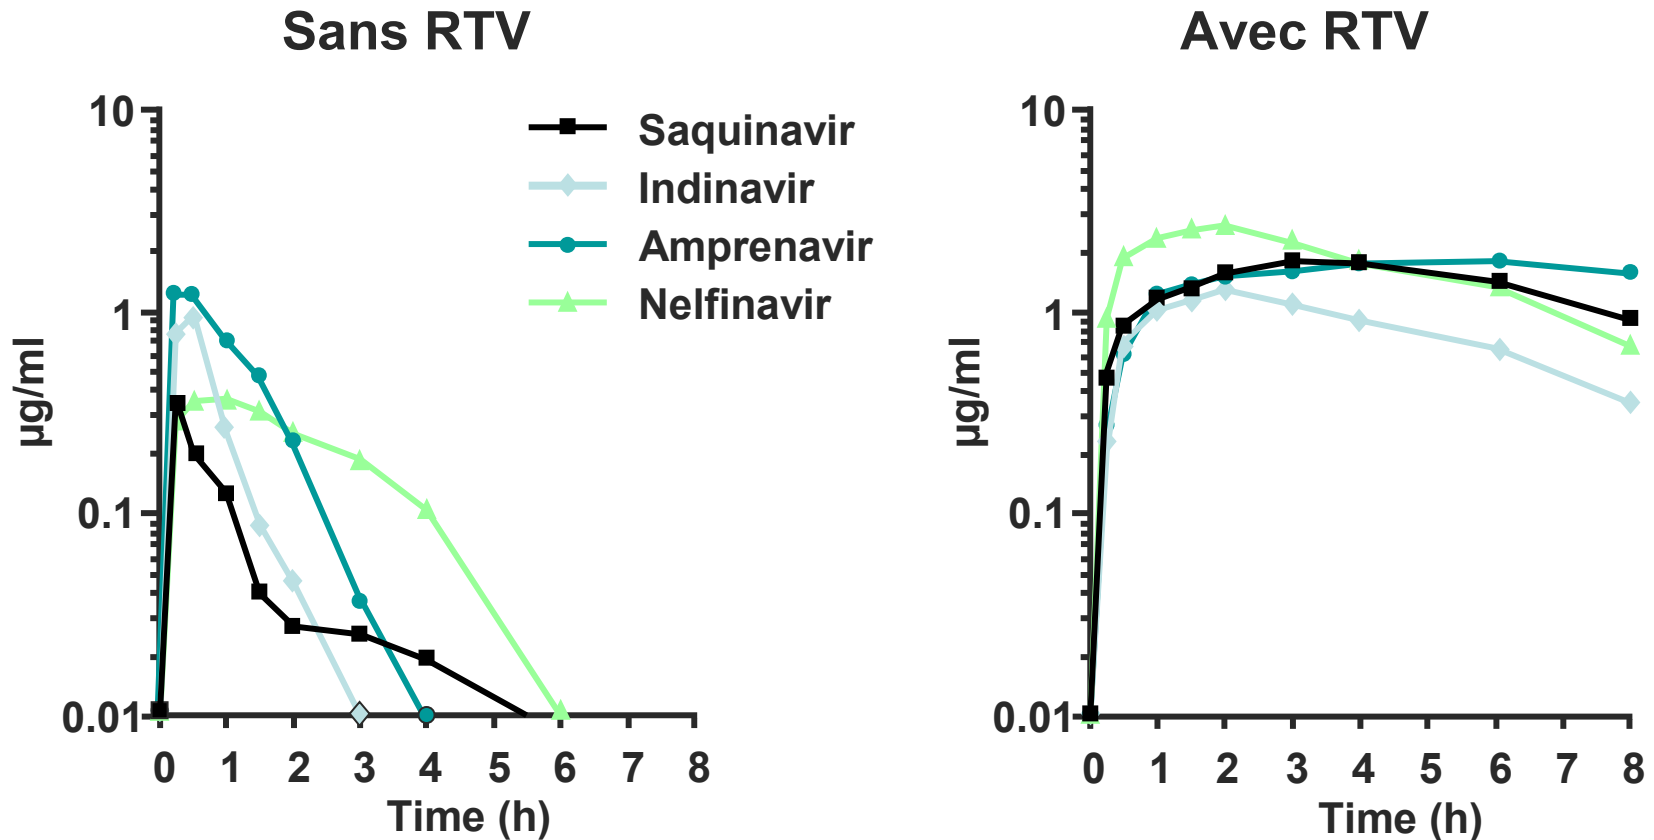 Sans RTV
Avec RTV
10
1
0.1
0.01
µg/ml
0 1 2 3 4 5 6 7 8
Time (h)
Saquinavir
Indinavir
Amprenavir
Nelfinavir
10
1
0.1
0.01
µg/ml
0 1 2 3 4 5 6 7 8
Time (h)